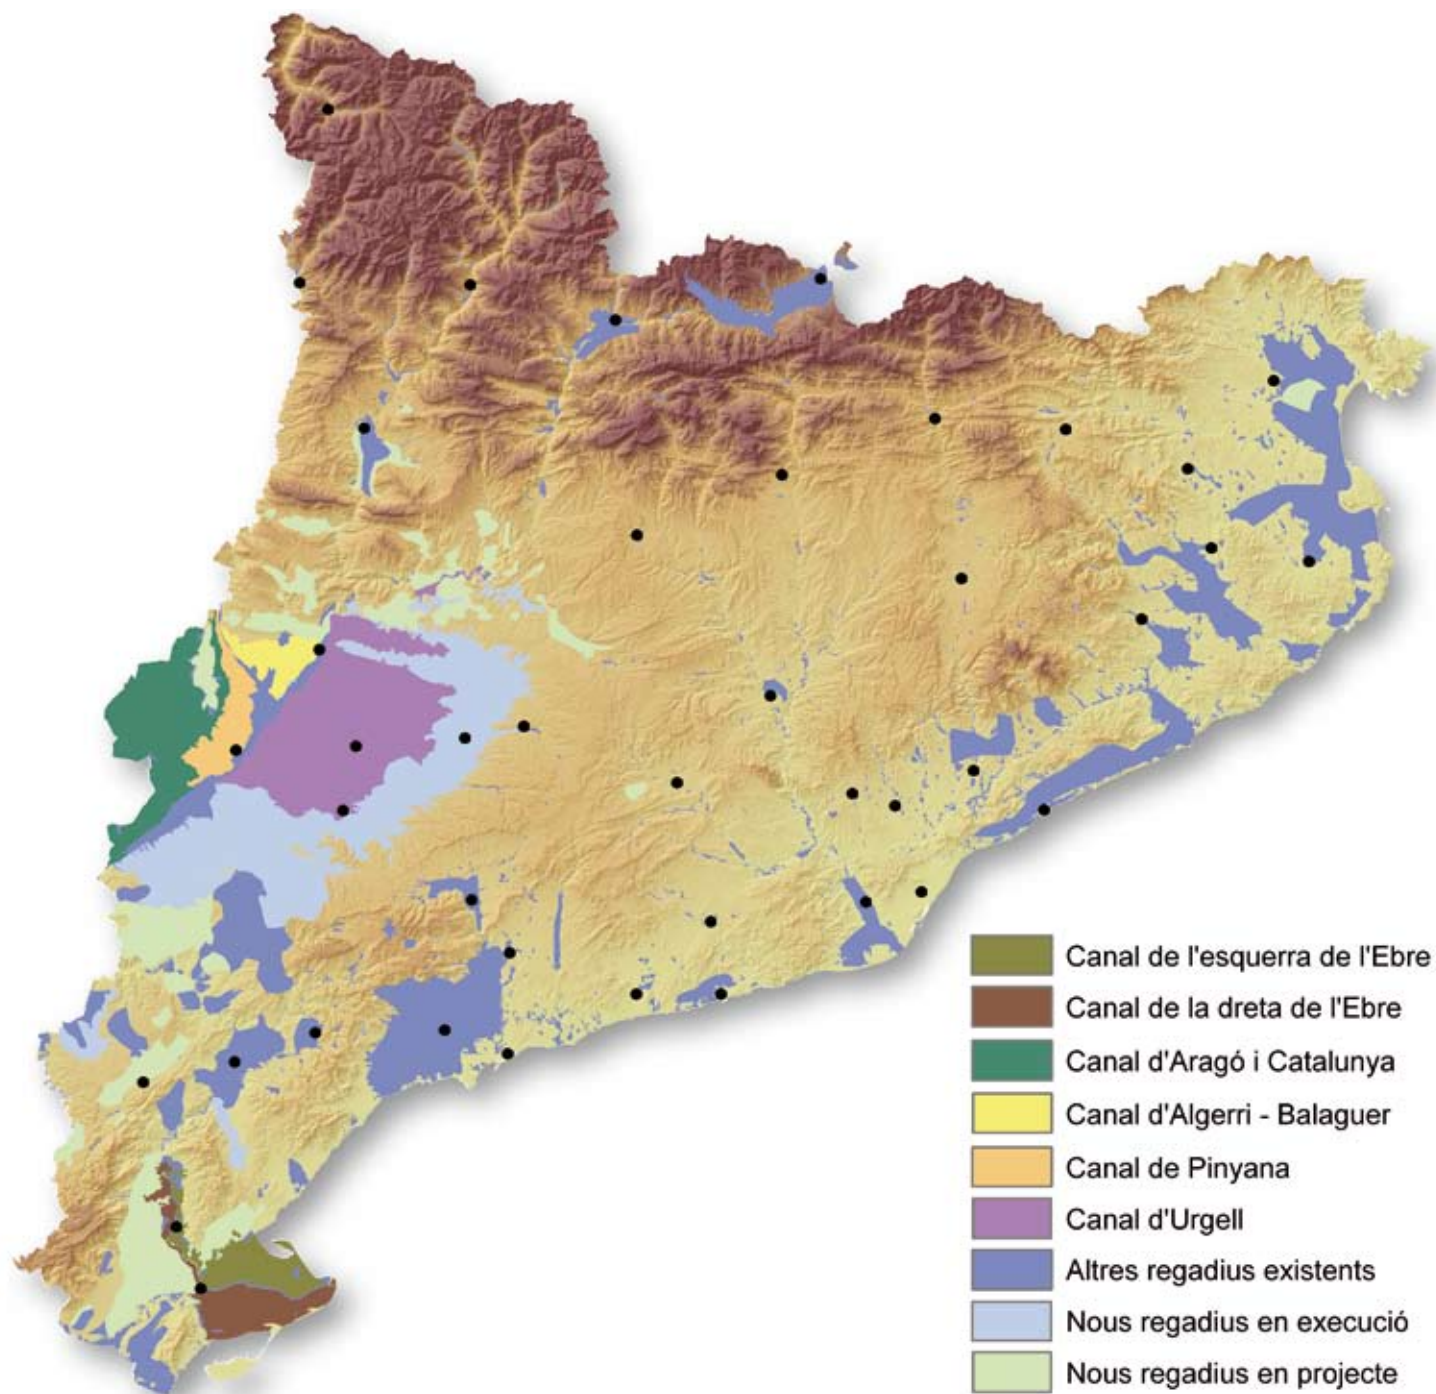 Canal de l'esquerra de l'Ebre
Canal de la dreta de l'Ebre
Canal d'Aragó i Catalunya
Canal d'Algerri - Balaguer
Canal de Pinyana
Canal d'Urgell
Altres regadius existents
Nous regadius en execució
Nous regadius en projecte